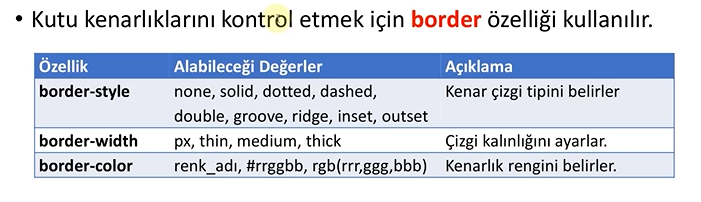 • Kutu kenarlıklarını kontrol etmek için border özelliği kullanılır.
Özellik Alabileceği Değerler Açıklama
border-style none, solid, dotted, dashed, Kenar çizgi tipini belirler
double, groove, ridge, inset, outset
border-width px, thin, medium, thick Çizgi kalınlığını ayarlar.
border-color renk_adı, #rrggbb, rgb(rrr,ggg,bbb) Kenarlık rengini belirler.